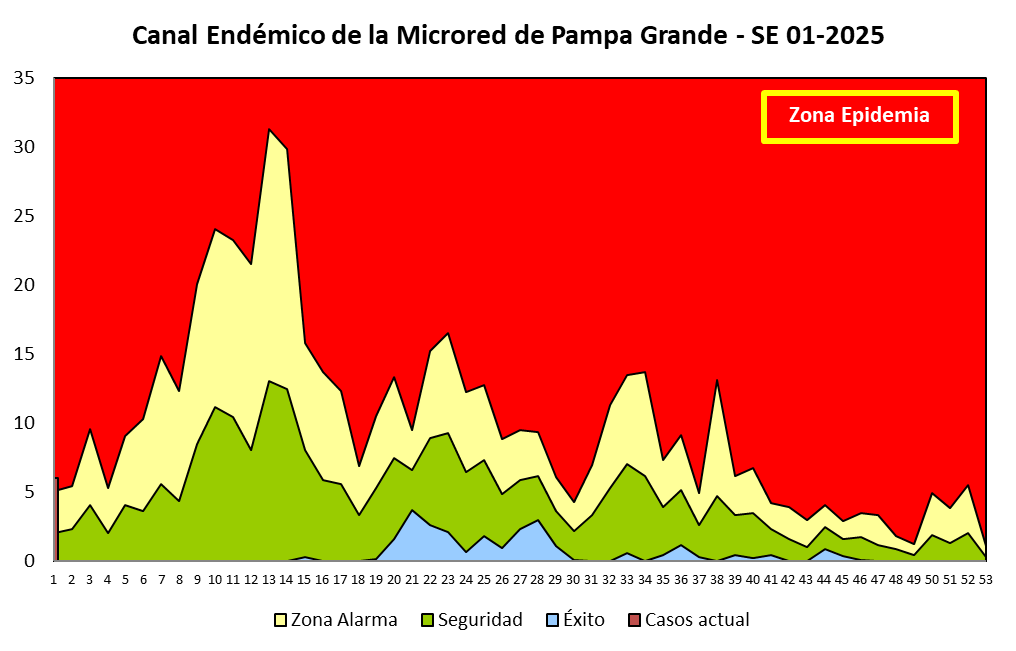 Canal Endémico de la Microred de Pampa Grande - SE 01-2025
35
Zona Epidemia
30
25
20
15
10
5
0
1 2 3 4 5 6 7 8 9 10 11 12 13 14 15 16 17 18 19 20 21 22 23 24 25 26 27 28 29 30 31 32 33 34 35 36 37 38 39 40 41 42 43 44 45 46 47 48 49 50 51 52 53
Zona Alarma Seguridad Éxito Casos actual